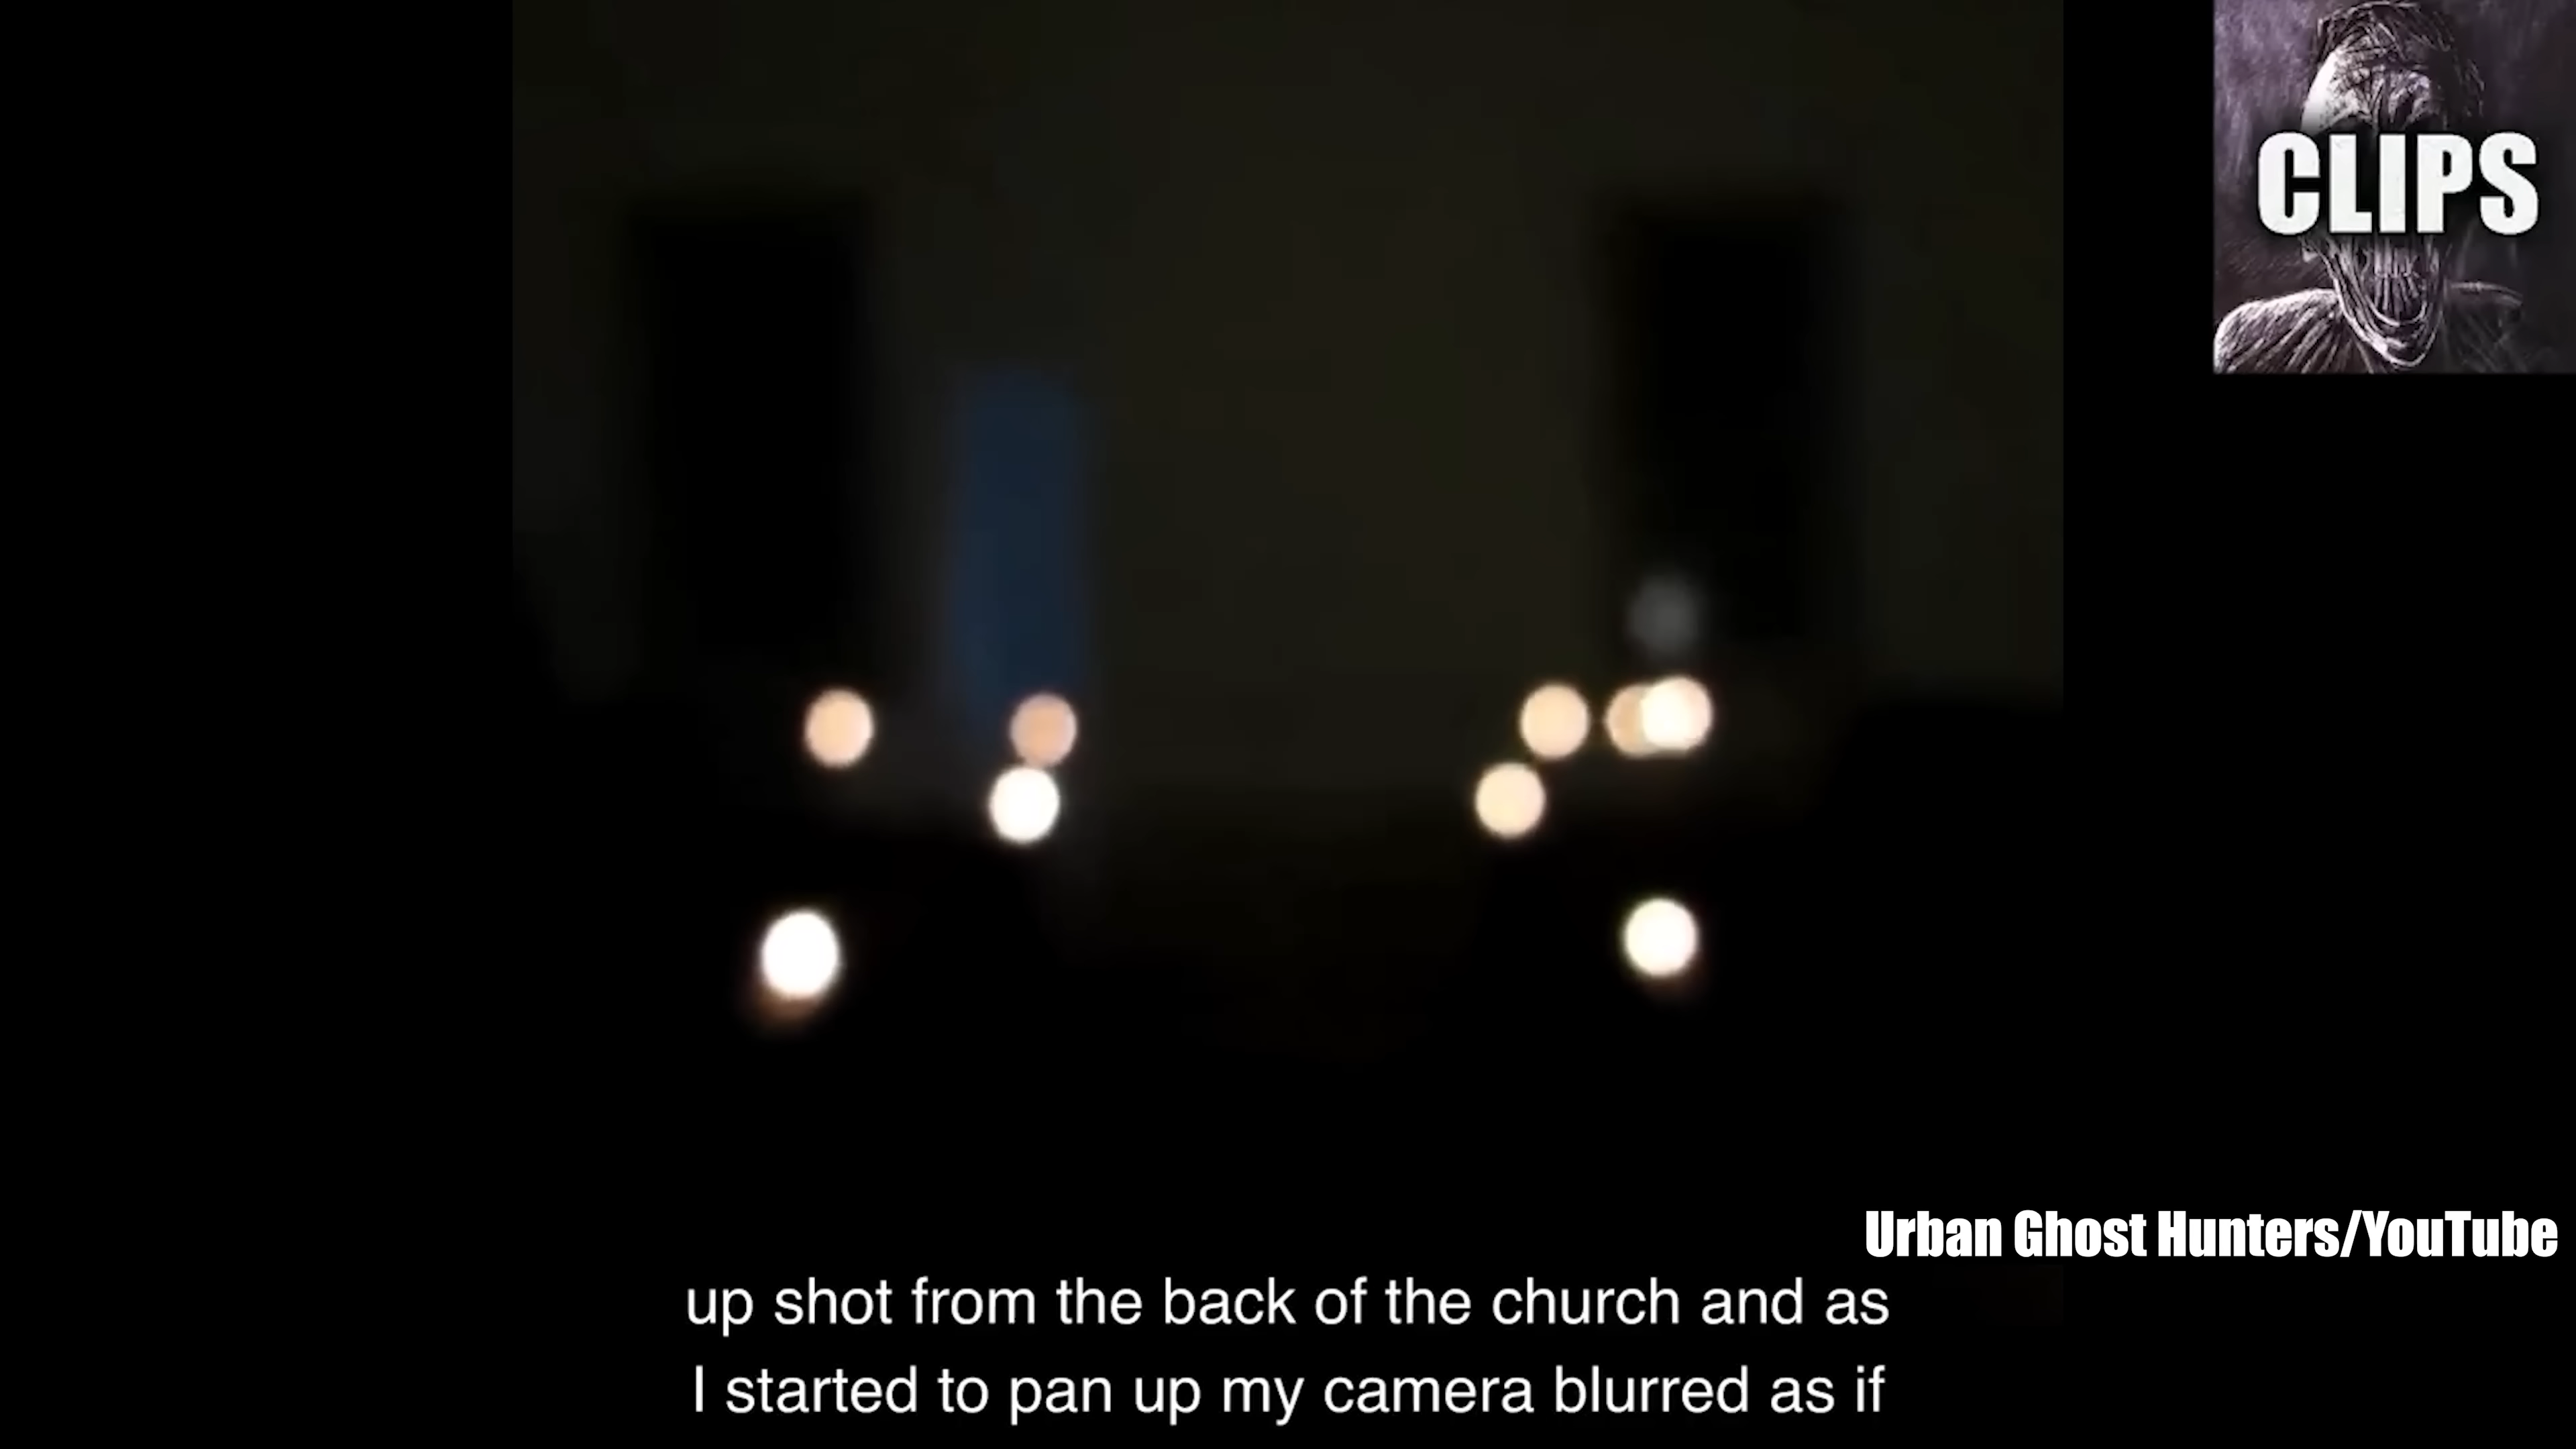 CLIPS
Urban Ghost Hunters/YouTube
up shot from the back of the church and as
I started to pan up my camera blurred as if